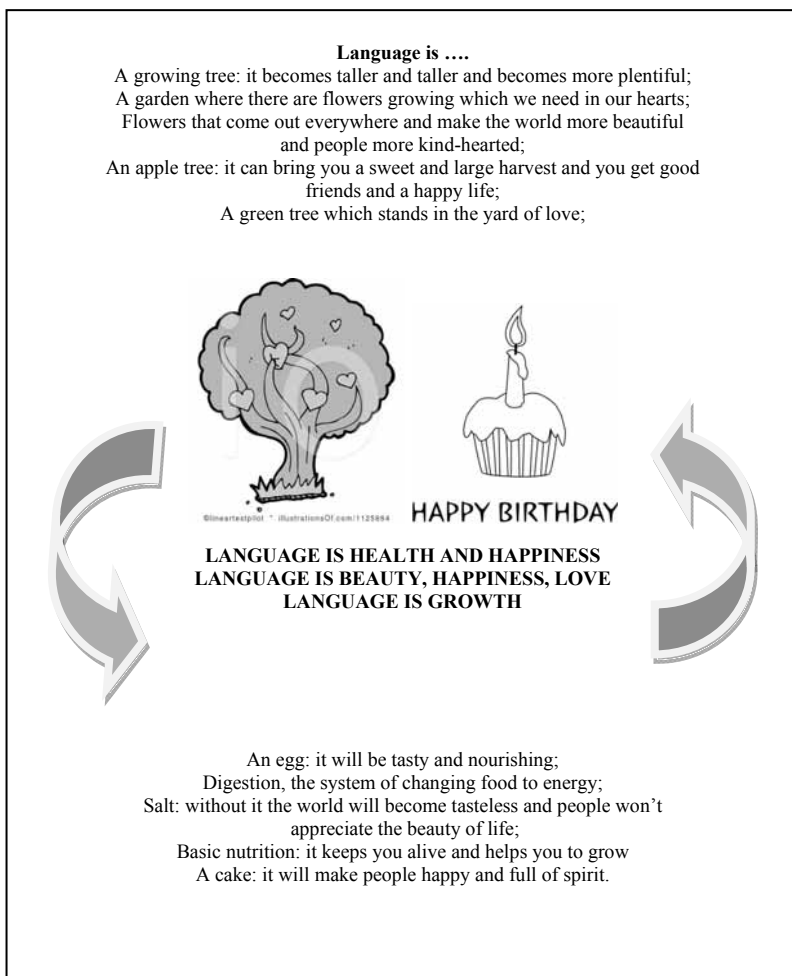 Language is ….
A growing tree: it becomes taller and taller and becomes more plentiful;
A garden where there are flowers growing which we need in our hearts;
Flowers that come out everywhere and make the world more beautiful
and people more kind-hearted;
An apple tree: it can bring you a sweet and large harvest and you get good
friends and a happy life;
A green tree which stands in the yard of love;
©lineartestpilot * illustrationsOf.com/1125894
HAPPY BIRTHDAY
LANGUAGE IS HEALTH AND HAPPINESS
LANGUAGE IS BEAUTY, HAPPINESS, LOVE
LANGUAGE IS GROWTH
An egg: it will be tasty and nourishing;
Digestion, the system of changing food to energy;
Salt: without it the world will become tasteless and people won’t
appreciate the beauty of life;
Basic nutrition: it keeps you alive and helps you to grow
A cake: it will make people happy and full of spirit.